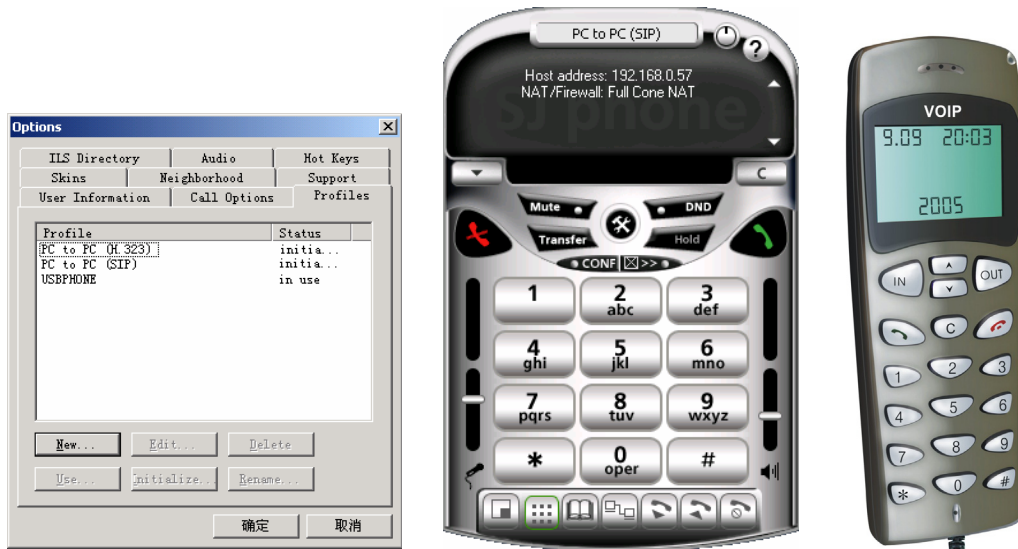 Options
ILS Directory Audio Hot Keys
Skins Neighborhood Support
User Information Call Options Profiles
Profile Status
PC to PC (H.323) initia...
PC to PC (SIP) initia...
USBPHONE in use
New... Edit... Delete
Use... Initialize... Rename...
确定 取消
PC to PC (SIP)
?
Host address: 192.168.0.57
NAT/Firewall: Full Cone NAT
SJ phone
C
Mute DND
Transfer Hold
CONF >>
1 2 3
abc def
4 5 6
ghi jkl mno
7 8 9
pqrs tuv wxyz
* 0 #
oper
VOIP
9.09 20:03
2005
IN OUT
C
1 2 3
4 5 6
7 8 9
* 0 #